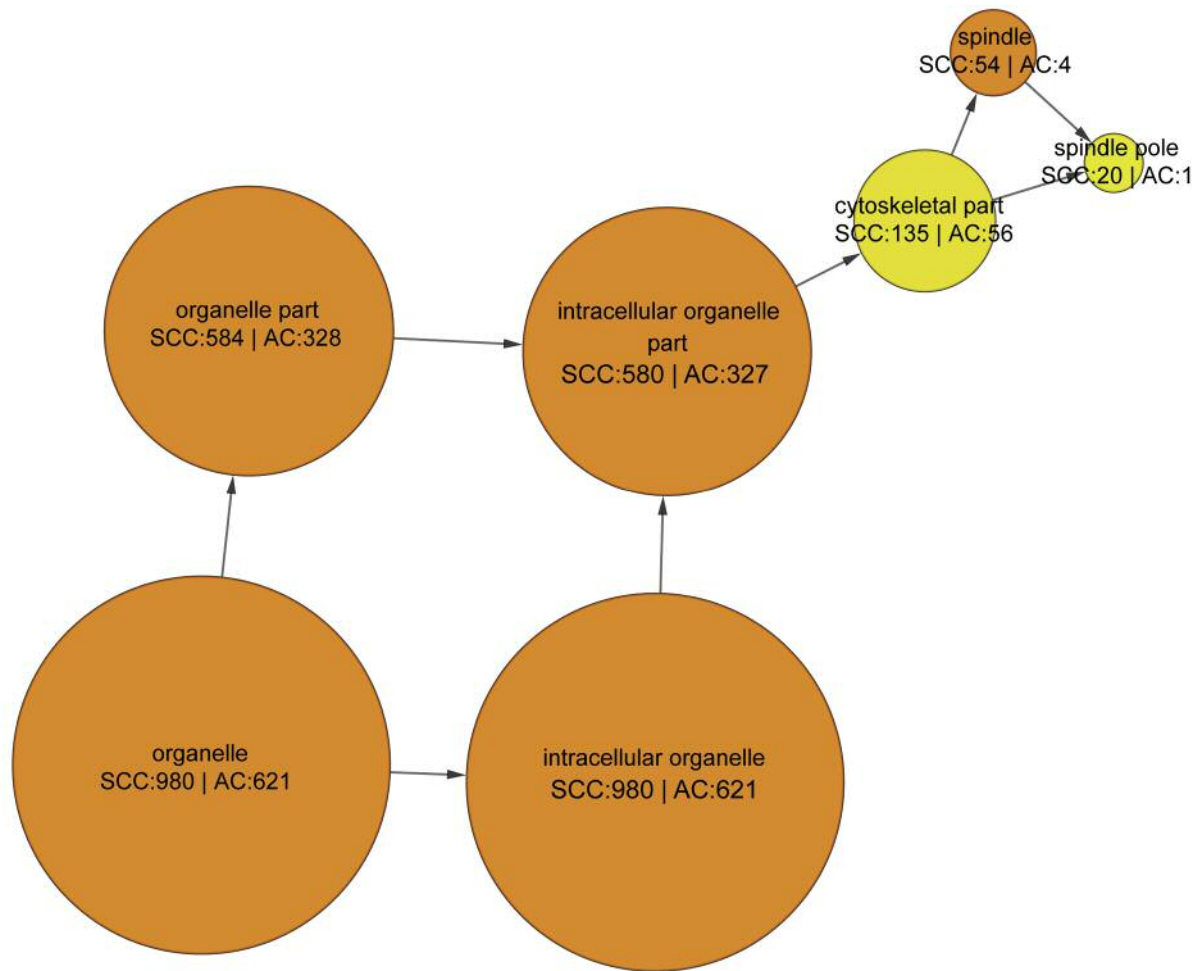 spindle
SCC:54 | AC:4
spindle pole
SCC:20 | AC:1
cytoskeletal part
SCC:135 | AC:56
organelle part
SCC:584 | AC:328
intracellular organelle
part
SCC:580 | AC:327
organelle
SCC:980 | AC:621
intracellular organelle
SCC:980 | AC:621